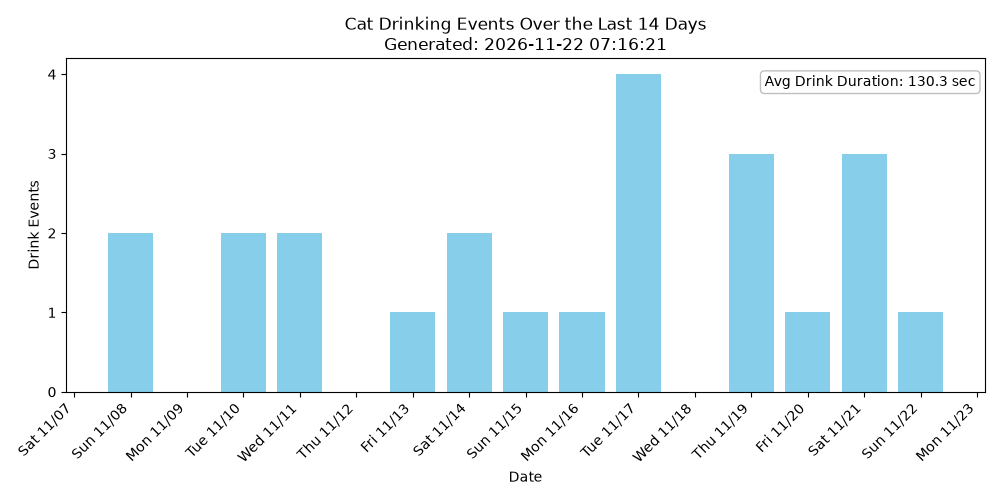 Cat Drinking Events Over the Last 14 Days
Generated: 2026-11-22 07:16:21
Avg Drink Duration: 130.3 sec
Drink Events
4
3
2
1
0
Sat 11/07
Sun 11/08
Mon 11/09
Tue 11/10
Wed 11/11
Thu 11/12
Fri 11/13
Sat 11/14
Sun 11/15
Mon 11/16
Tue 11/17
Wed 11/18
Thu 11/19
Fri 11/20
Sat 11/21
Sun 11/22
Mon 11/23
Date